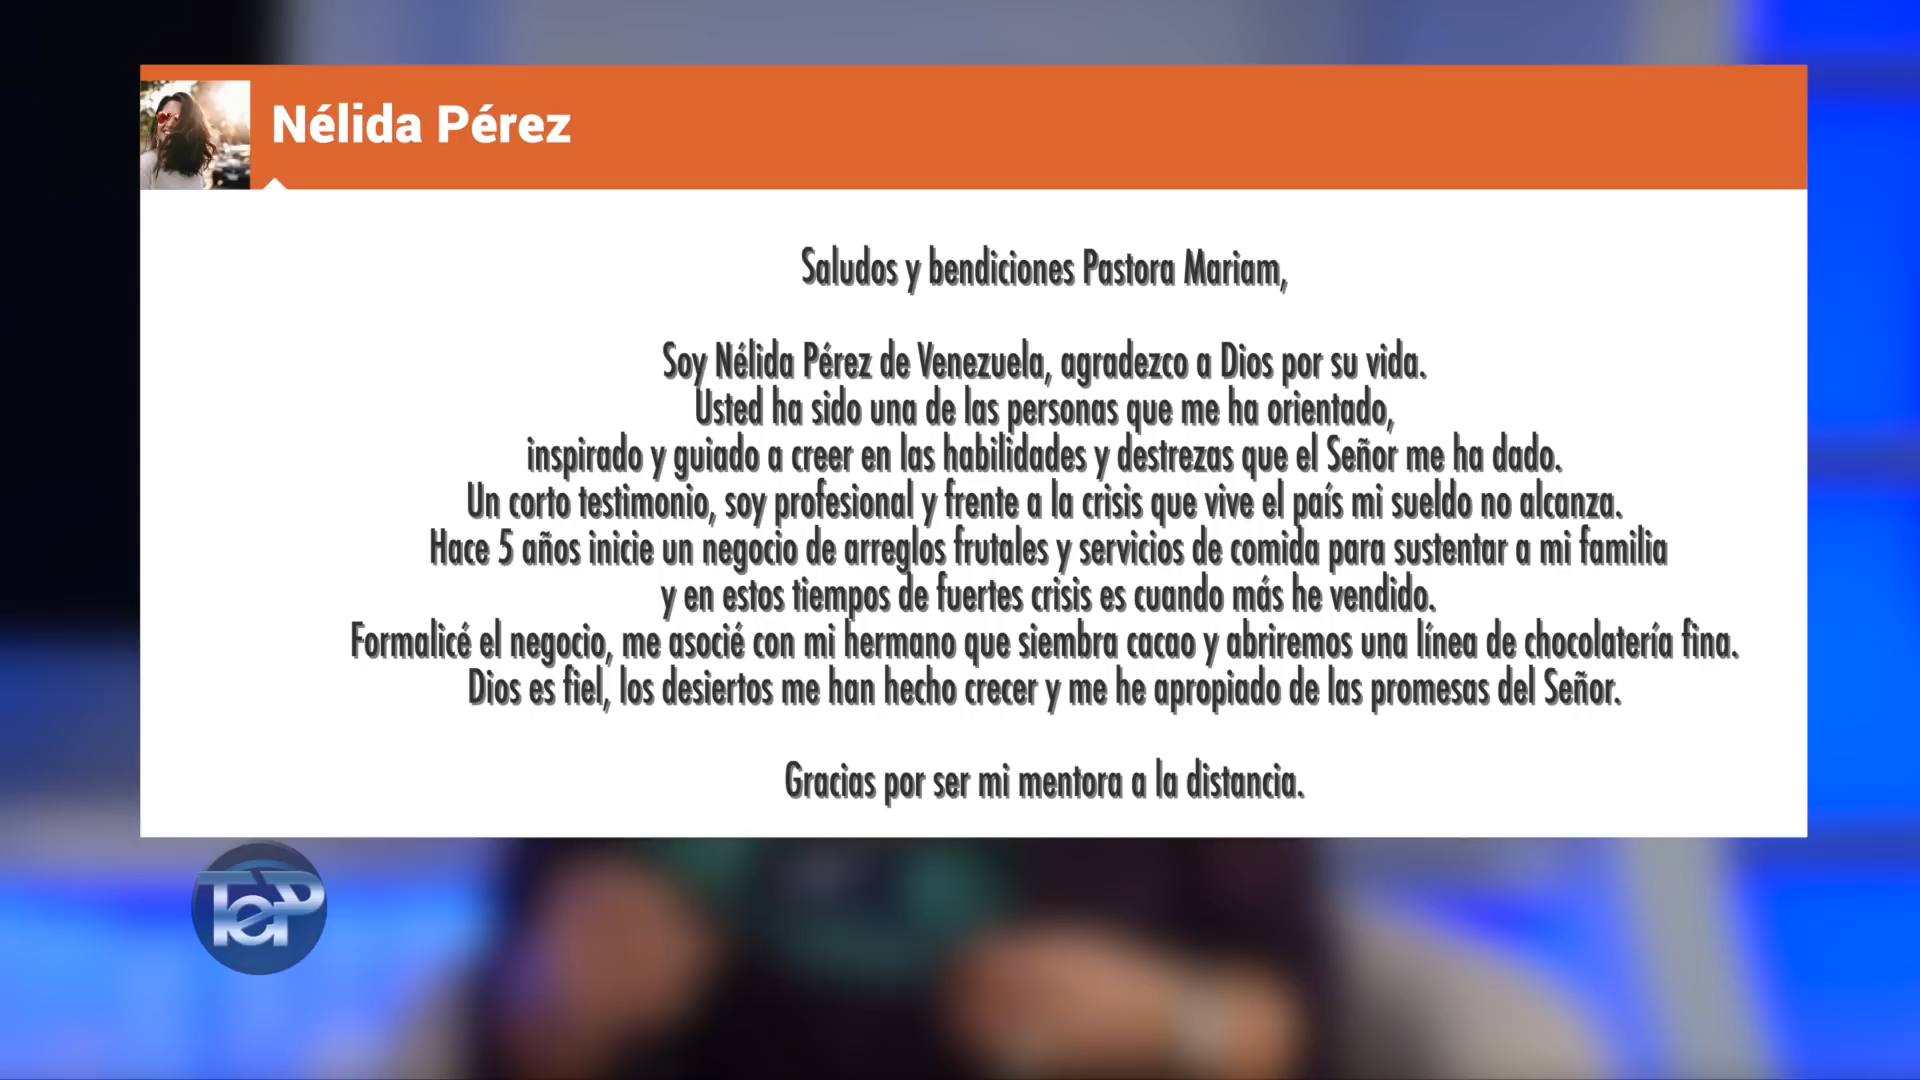 Nélida Pérez
Saludos y bendiciones Pastora Mariam,
Soy Nélida Pérez de Venezuela, agradezco a Dios por su vida.
Usted ha sido una de las personas que me ha orientado,
inspirado y guiado a creer en las habilidades y destrezas que el Señor me ha dado.
Un corto testimonio, soy profesional y frente a la crisis que vive el país mi sueldo no alcanza.
Hace 5 años inicie un negocio de arreglos frutales y servicios de comida para sustentar a mi familia
y en estos tiempos de fuertes crisis es cuando más he vendido.
Formalicé el negocio, me asocié con mi hermano que siembra cacao y abriremos una línea de chocolatería fina.
Dios es fiel, los desiertos me han hecho crecer y me he apropiado de las promesas del Señor.
Gracias por ser mi mentora a la distancia.
TeP